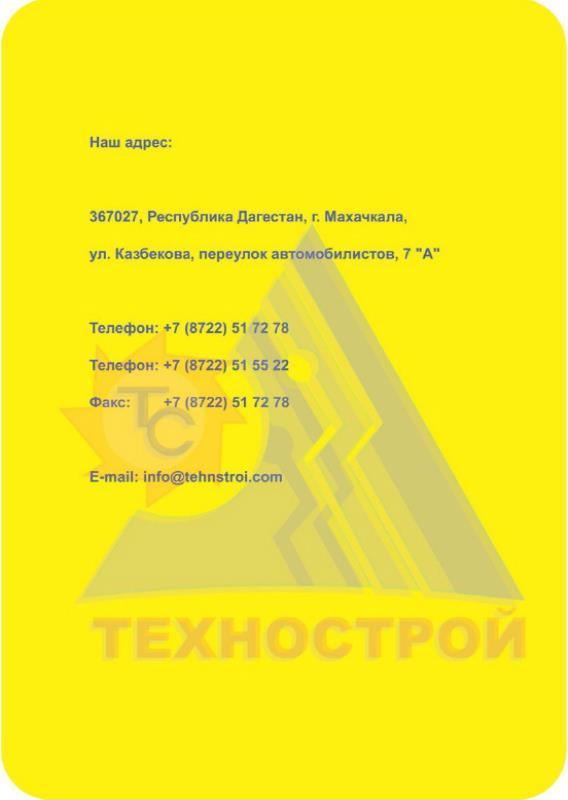 Наш адрес:
367027, Республика Дагестан, г. Махачкала,
ул. Казбекова, переулок автомобилистов, 7 "А"
Телефон: +7 (8722) 51 72 78
Телефон: +7 (8722) 51 55 22
Факс: +7 (8722) 51 72 78
ТС
E-mail: info@tehnstroi.com
ТЕХНОСТРОЙ